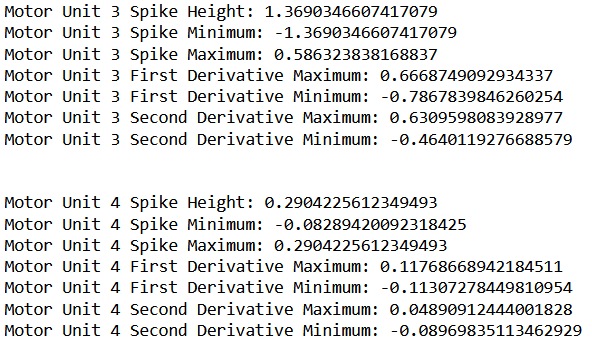 Motor Unit 3 Spike Height: 1.3690346607417079
Motor Unit 3 Spike Minimum: -1.3690346607417079
Motor Unit 3 Spike Maximum: 0.586323838168837
Motor Unit 3 First Derivative Maximum: 0.6668749092934337
Motor Unit 3 First Derivative Minimum: -0.7867839846260254
Motor Unit 3 Second Derivative Maximum: 0.6309598083928977
Motor Unit 3 Second Derivative Minimum: -0.4640119276688579
Motor Unit 4 Spike Height: 0.2904225612349493
Motor Unit 4 Spike Minimum: -0.08289420092318425
Motor Unit 4 Spike Maximum: 0.2904225612349493
Motor Unit 4 First Derivative Maximum: 0.11768668942184511
Motor Unit 4 First Derivative Minimum: -0.11307278449810954
Motor Unit 4 Second Derivative Maximum: 0.04890912444001828
Motor Unit 4 Second Derivative Minimum: -0.08969835113462929